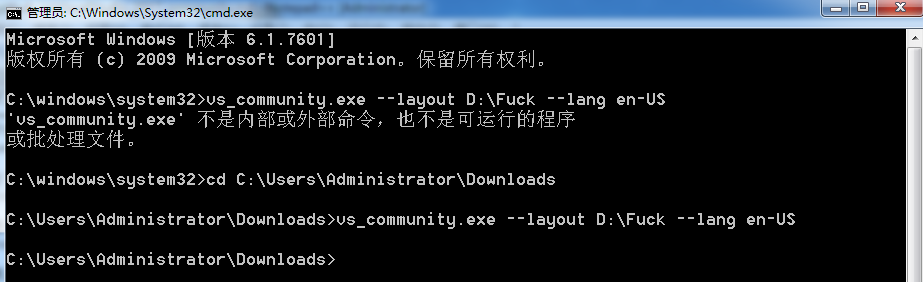 管理员: C:\Windows\System32\cmd.exe
Microsoft Windows [版本 6.1.7601]
版权所有 (c) 2009 Microsoft Corporation。保留所有权利。
C:\windows\system32>vs_community.exe --layout D:\Fuck --lang en-US
'vs_community.exe' 不是内部或外部命令，也不是可运行的程序
或批处理文件。
C:\windows\system32>cd C:\Users\Administrator\Downloads
C:\Users\Administrator\Downloads>vs_community.exe --layout D:\Fuck --lang en-US
C:\Users\Administrator\Downloads>